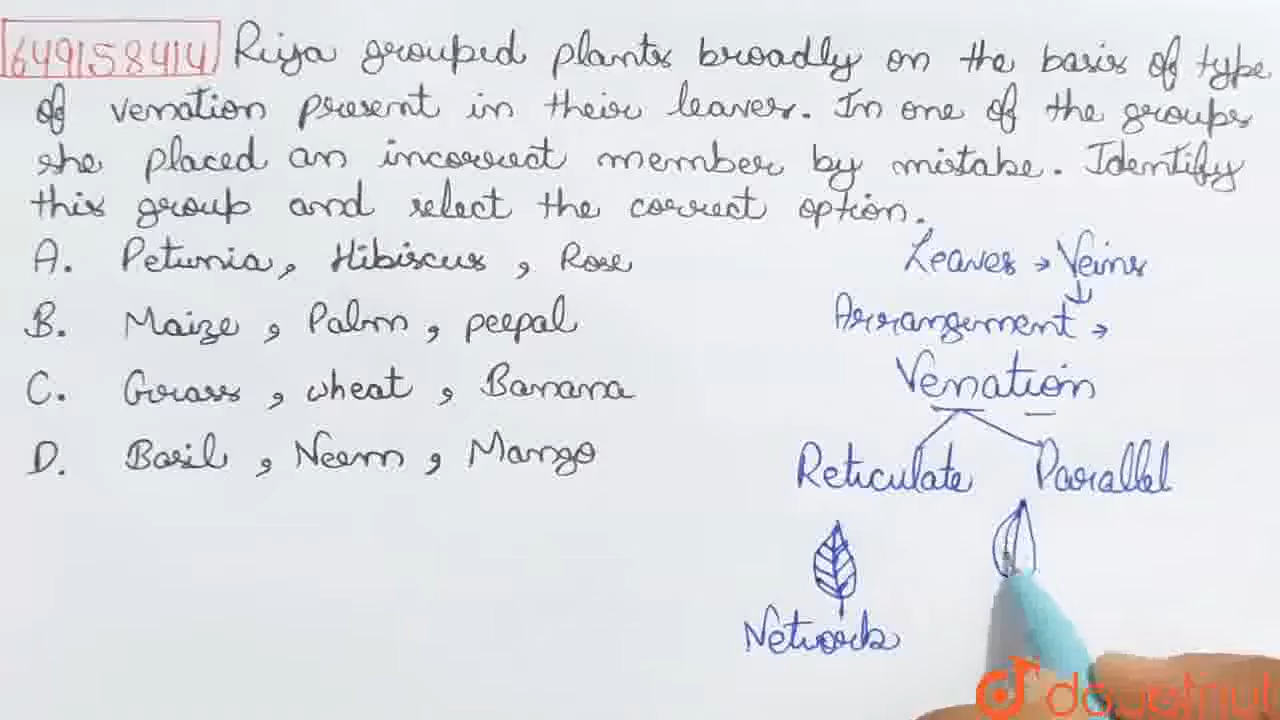 649158414 Riya grouped plants broadly on the basis of type
of venation present in their leaves. In one of the groups
she placed an incorrect member by mistake. Identify
this group and select the correct option.
A. Petunia, Hibiscus, Rose
B. Maize, Palm, peepal
C. Grass, wheat, Banana
D. Basil, Neem, Mango
Leaves → Veins
↓
Arrangement →
Venation
Reticulate Parallel
Network
doubtnut